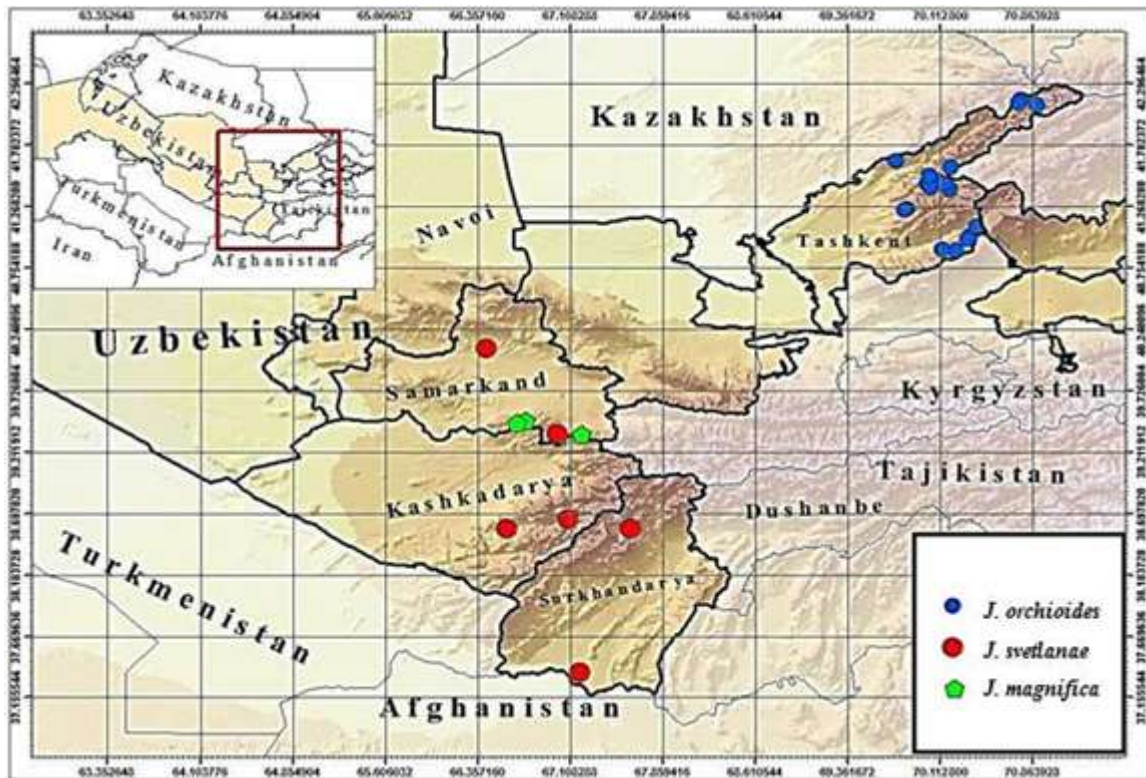 63.352648 64.103776 64.854904 65.606032 66.357160 67.108288 67.859416 68.610544 69.361672 70.112800 70.863928
Kazakhstan
Uzbekistan
Turkmenistan
Iran
Afghanistan
Kazakhstan
Navoi
Tashkent
Uzbekistan
Samarkand
Kyrgyzstan
Tajikistan
Kashkadarya
Dushanbe
Turkmenistan
Surkhandarya
Afghanistan
J. orchioides
J. svetlanae
J. magnifica
63.352648 64.103776 64.854904 65.606032 66.357160 67.108288 67.859416 68.610544 69.361672 70.112800 70.863928